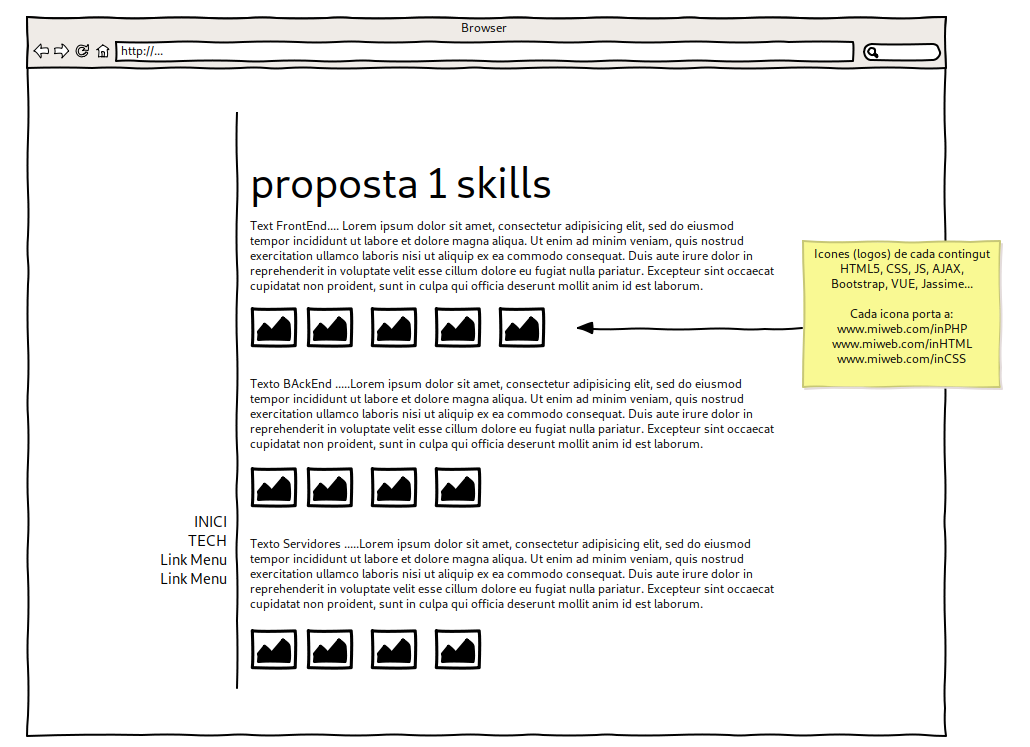 Browser
http://...
proposta 1 skills
Text FrontEnd.... Lorem ipsum dolor sit amet, consectetur adipisicing elit, sed do eiusmod
tempor incididunt ut labore et dolore magna aliqua. Ut enim ad minim veniam, quis nostrud
exercitation ullamco laboris nisi ut aliquip ex ea commodo consequat. Duis aute irure dolor in
reprehenderit in voluptate velit esse cillum dolore eu fugiat nulla pariatur. Excepteur sint occaecat
cupidatat non proident, sunt in culpa qui officia deserunt mollit anim id est laborum.
Icones (logos) de cada contingut
HTML5, CSS, JS, AJAX,
Bootstrap, VUE, Jassime...
Cada icona porta a:
www.miweb.com/inPHP
www.miweb.com/inHTML
www.miweb.com/inCSS
Texto BAckEnd .....Lorem ipsum dolor sit amet, consectetur adipisicing elit, sed do eiusmod
tempor incididunt ut labore et dolore magna aliqua. Ut enim ad minim veniam, quis nostrud
exercitation ullamco laboris nisi ut aliquip ex ea commodo consequat. Duis aute irure dolor in
reprehenderit in voluptate velit esse cillum dolore eu fugiat nulla pariatur. Excepteur sint occaecat
cupidatat non proident, sunt in culpa qui officia deserunt mollit anim id est laborum.
INICI
TECH
Link Menu
Link Menu
Texto Servidores .....Lorem ipsum dolor sit amet, consectetur adipisicing elit, sed do eiusmod
tempor incididunt ut labore et dolore magna aliqua. Ut enim ad minim veniam, quis nostrud
exercitation ullamco laboris nisi ut aliquip ex ea commodo consequat. Duis aute irure dolor in
reprehenderit in voluptate velit esse cillum dolore eu fugiat nulla pariatur. Excepteur sint occaecat
cupidatat non proident, sunt in culpa qui officia deserunt mollit anim id est laborum.